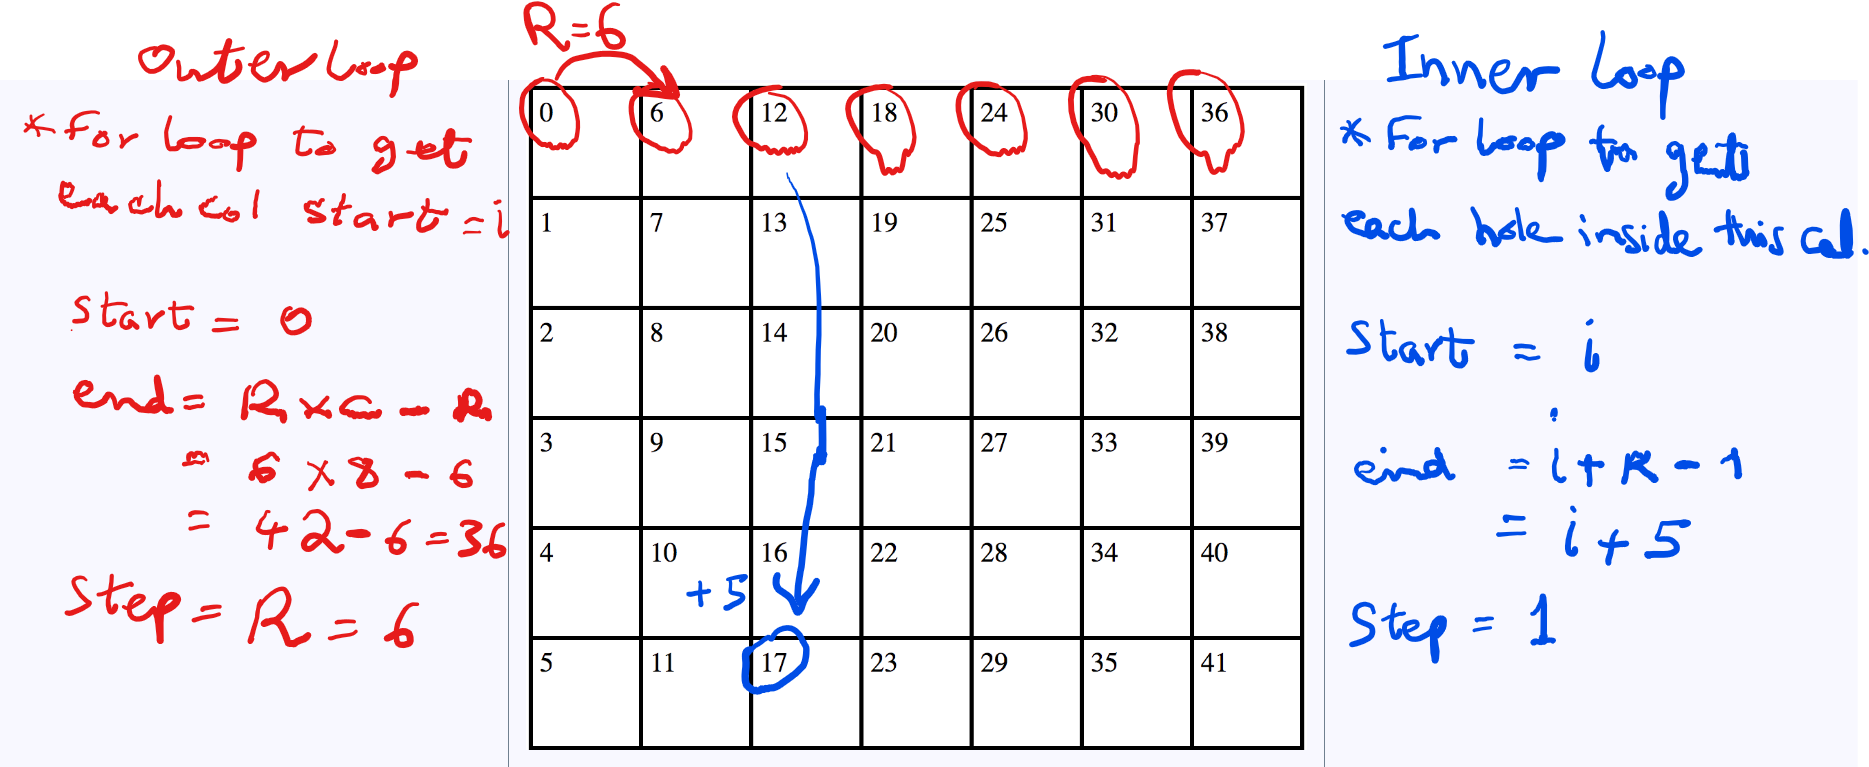 Outer Loop
* For loop to get
each col start = i
start = 0
end = R x C - R
= 6 x 8 - 6
= 42 - 6 = 36
Step = R = 6
R = 6
0 6 12 18 24 30 36
1 7 13 19 25 31 37
2 8 14 20 26 32 38
3 9 15 21 27 33 39
4 10 16 22 28 34 40
+5
5 11 17 23 29 35 41
Inner Loop
* For loop to get
each hole inside this col.
Start = i
end = i + R - 1
= i + 5
Step = 1